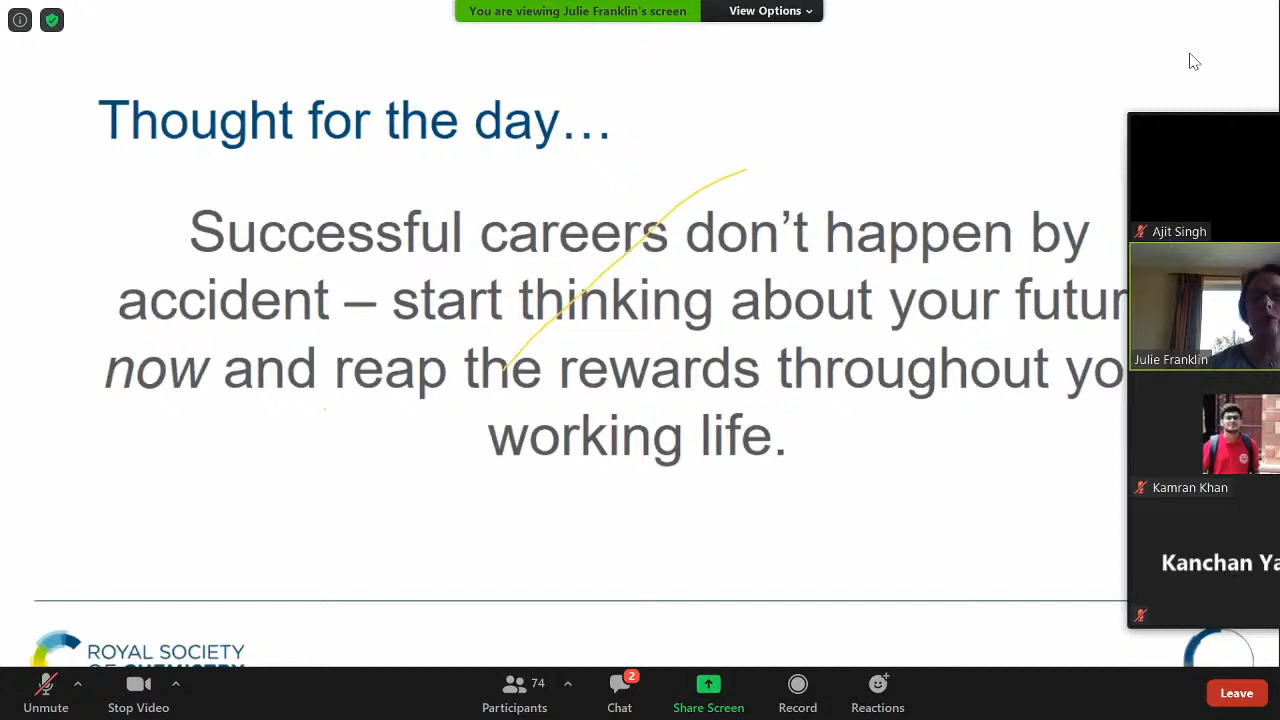 You are viewing Julie Franklin's screen
View Options
Thought for the day…
Successful careers don't happen by
accident – start thinking about your futur
now and reap the rewards throughout yo
working life.
Ajit Singh
Julie Franklin
Kamran Khan
Kanchan Ya
ROYAL SOCIETY
OF CHEMISTRY
Unmute
Stop Video
74
Participants
2
Chat
Share Screen
Record
Reactions
Leave